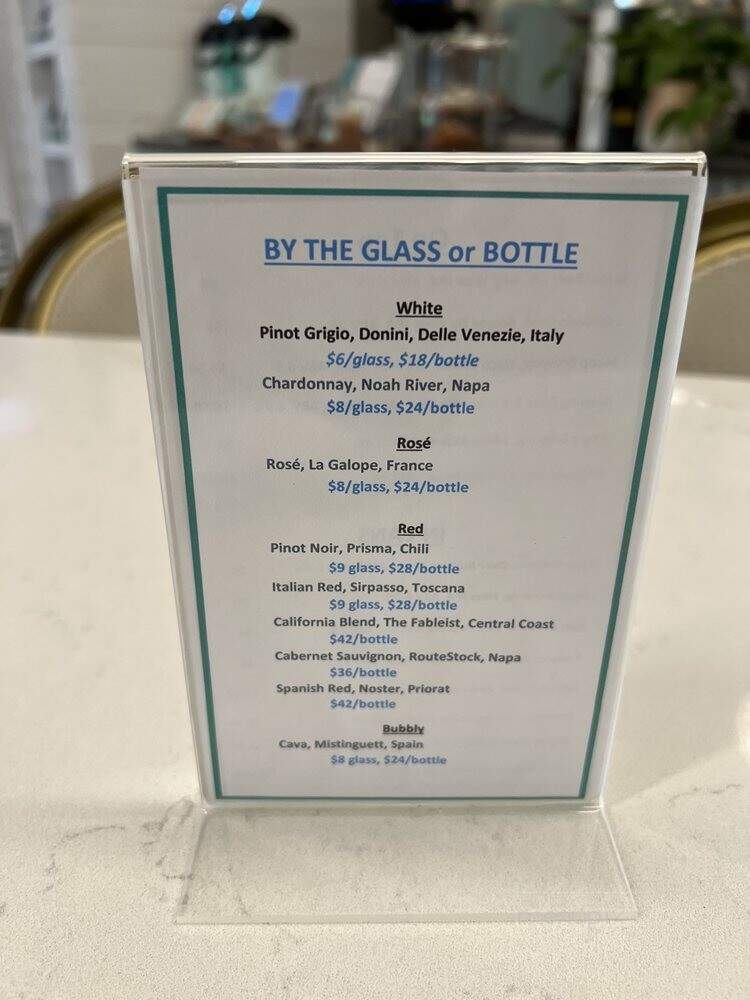 BY THE GLASS or BOTTLE
White
Pinot Grigio, Donini, Delle Venezie, Italy
$6/glass, $18/bottle
Chardonnay, Noah River, Napa
$8/glass, $24/bottle
Rosé
Rosé, La Galope, France
$8/glass, $24/bottle
Red
Pinot Noir, Prisma, Chili
$9 glass, $28/bottle
Italian Red, Sirpasso, Toscana
$9 glass, $28/bottle
California Blend, The Fableist, Central Coast
$42/bottle
Cabernet Sauvignon, RouteStock, Napa
$36/bottle
Spanish Red, Noster, Priorat
$42/bottle
Bubbly
Cava, Mistinguett, Spain
$8 glass, $24/bottle